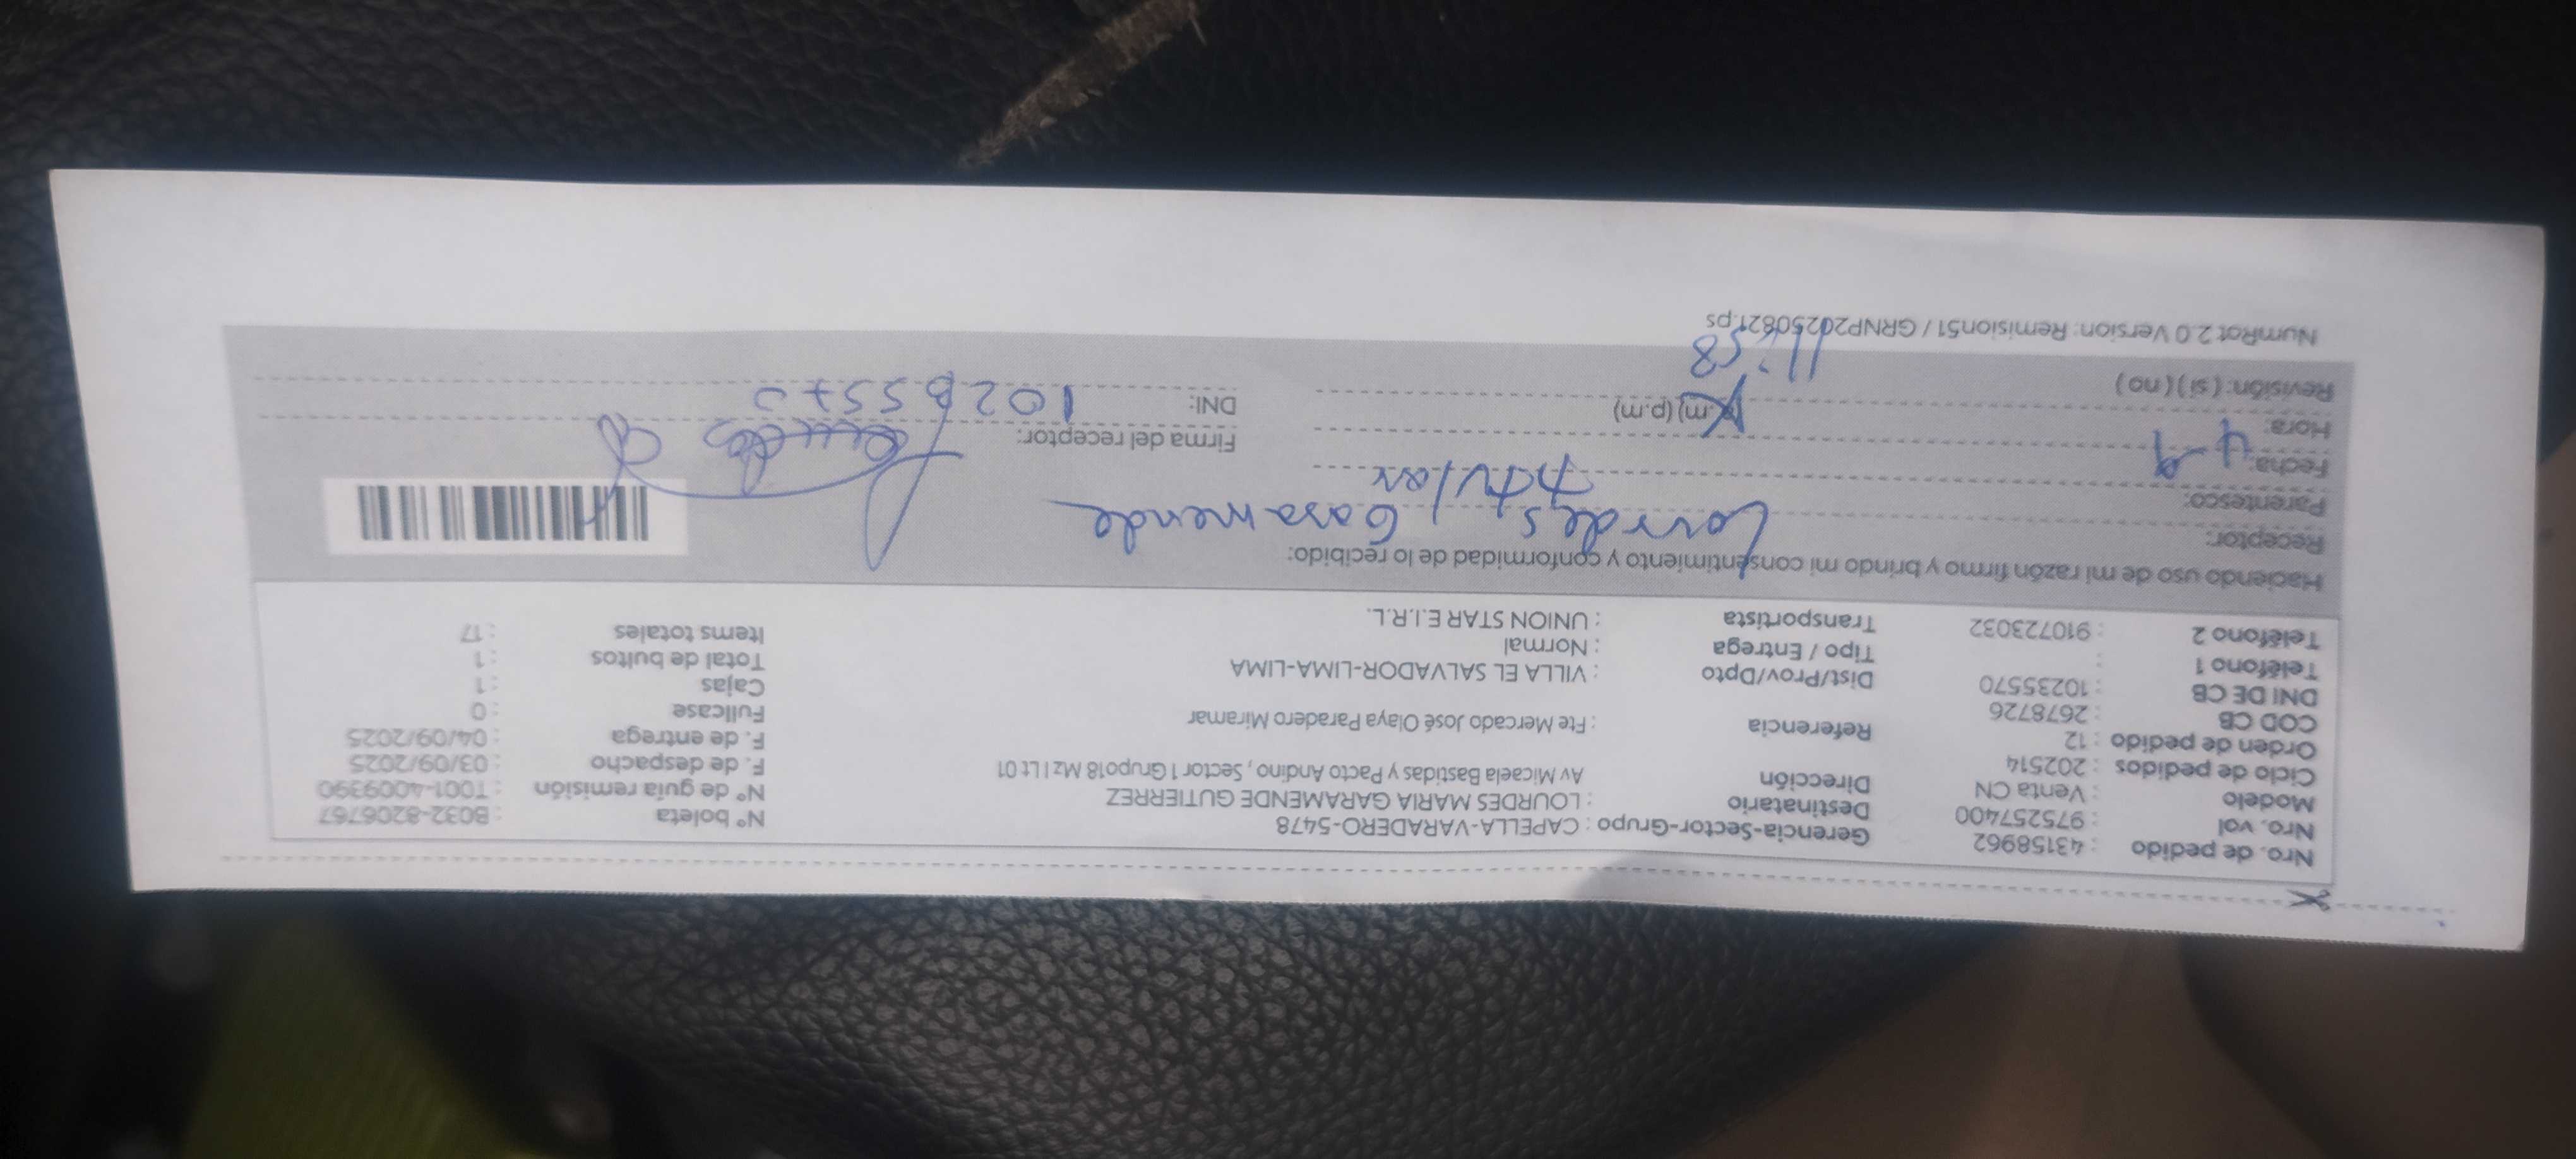 Nro. de pedido : 43158962 Gerencia-Sector-Grupo : CAPELLA-VARADERO-5478 N° boleta : B032-8206767
Nro. vol : 975257400 Destinatario : LOURDES MARIA GARAMENDE GUTIERREZ N° de guía remisión : T001-4009390
Modelo : Venta CN Dirección : Av Micaela Bastidas y Pacto Andino , Sector 1 Grupo18 Mz I Lt 01 F. de despacho : 03/09/2025
Ciclo de pedidos : 202514 F. de entrega : 04/09/2025
Orden de pedido : 12 Referencia : Fte Mercado José Olaya Paradero Miramar Fullcase : 0
COD CB : 2678726 Cajas : 1
DNI DE CB : 10235570 Dist/Prov/Dpto : VILLA EL SALVADOR-LIMA-LIMA Total de bultos : 1
Teléfono 1 : Tipo / Entrega : Normal Items totales : 17
Teléfono 2 : 910723032 Transportista : UNION STAR E.I.R.L.
Haciendo uso de mi razón firmo y brindo mi consentimiento y conformidad de lo recibido:
Receptor: Lourdes Garamende
Parentesco: titular
Fecha: 4-9 Firma del receptor:
Hora: 11:58 (a.m) (p.m) DNI: 10235570
Revisión: ( si ) ( no )
NumRot 2.0 Version: Remision51 / GRNP20250821.ps